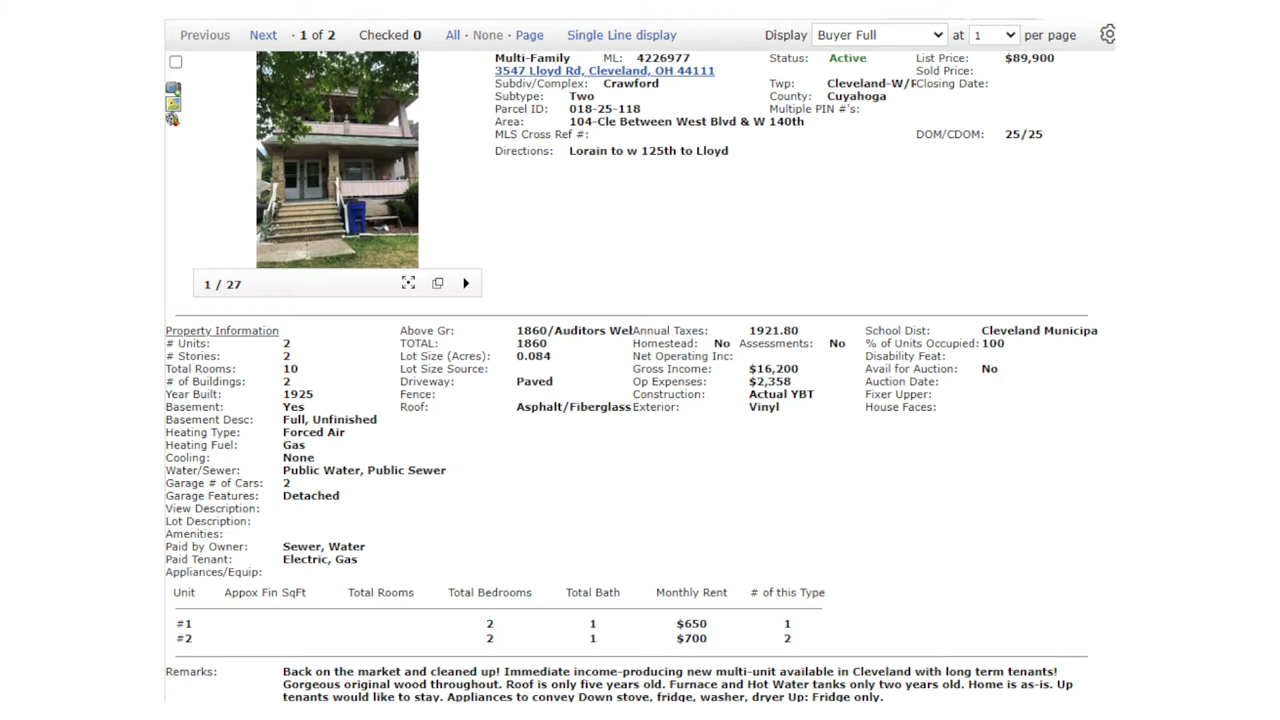 Previous Next · 1 of 2 Checked 0 All · None · Page Single Line display Display Buyer Full at 1 per page
Multi-Family ML: 4226977 Status: Active List Price: $89,900
3547 Lloyd Rd, Cleveland, OH 44111 Sold Price:
Subdiv/Complex: Crawford Twp: Cleveland-W/F Closing Date:
Subtype: Two County: Cuyahoga
Parcel ID: 018-25-118 Multiple PIN #'s:
Area: 104-Cle Between West Blvd & W 140th
MLS Cross Ref #: DOM/CDOM: 25/25
Directions: Lorain to w 125th to Lloyd
1 / 27
Property Information Above Gr: 1860/Auditors Wel Annual Taxes: 1921.80 School Dist: Cleveland Municipa
# Units: 2 TOTAL: 1860 Homestead: No Assessments: No % of Units Occupied: 100
# Stories: 2 Lot Size (Acres): 0.084 Net Operating Inc: Disability Feat:
Total Rooms: 10 Lot Size Source: Gross Income: $16,200 Avail for Auction: No
# of Buildings: 2 Driveway: Paved Op Expenses: $2,358 Auction Date:
Year Built: 1925 Fence: Construction: Actual YBT Fixer Upper:
Basement: Yes Roof: Asphalt/Fiberglass Exterior: Vinyl House Faces:
Basement Desc: Full, Unfinished
Heating Type: Forced Air
Heating Fuel: Gas
Cooling: None
Water/Sewer: Public Water, Public Sewer
Garage # of Cars: 2
Garage Features: Detached
View Description:
Lot Description:
Amenities:
Paid by Owner: Sewer, Water
Paid Tenant: Electric, Gas
Appliances/Equip:
Unit Appox Fin SqFt Total Rooms Total Bedrooms Total Bath Monthly Rent # of this Type
#1 2 1 $650 1
#2 2 1 $700 2
Remarks: Back on the market and cleaned up! Immediate income-producing new multi-unit available in Cleveland with long term tenants!
Gorgeous original wood throughout. Roof is only five years old. Furnace and Hot Water tanks only two years old. Home is as-is. Up
tenants would like to stay. Appliances to convey Down stove, fridge, washer, dryer Up: Fridge only.